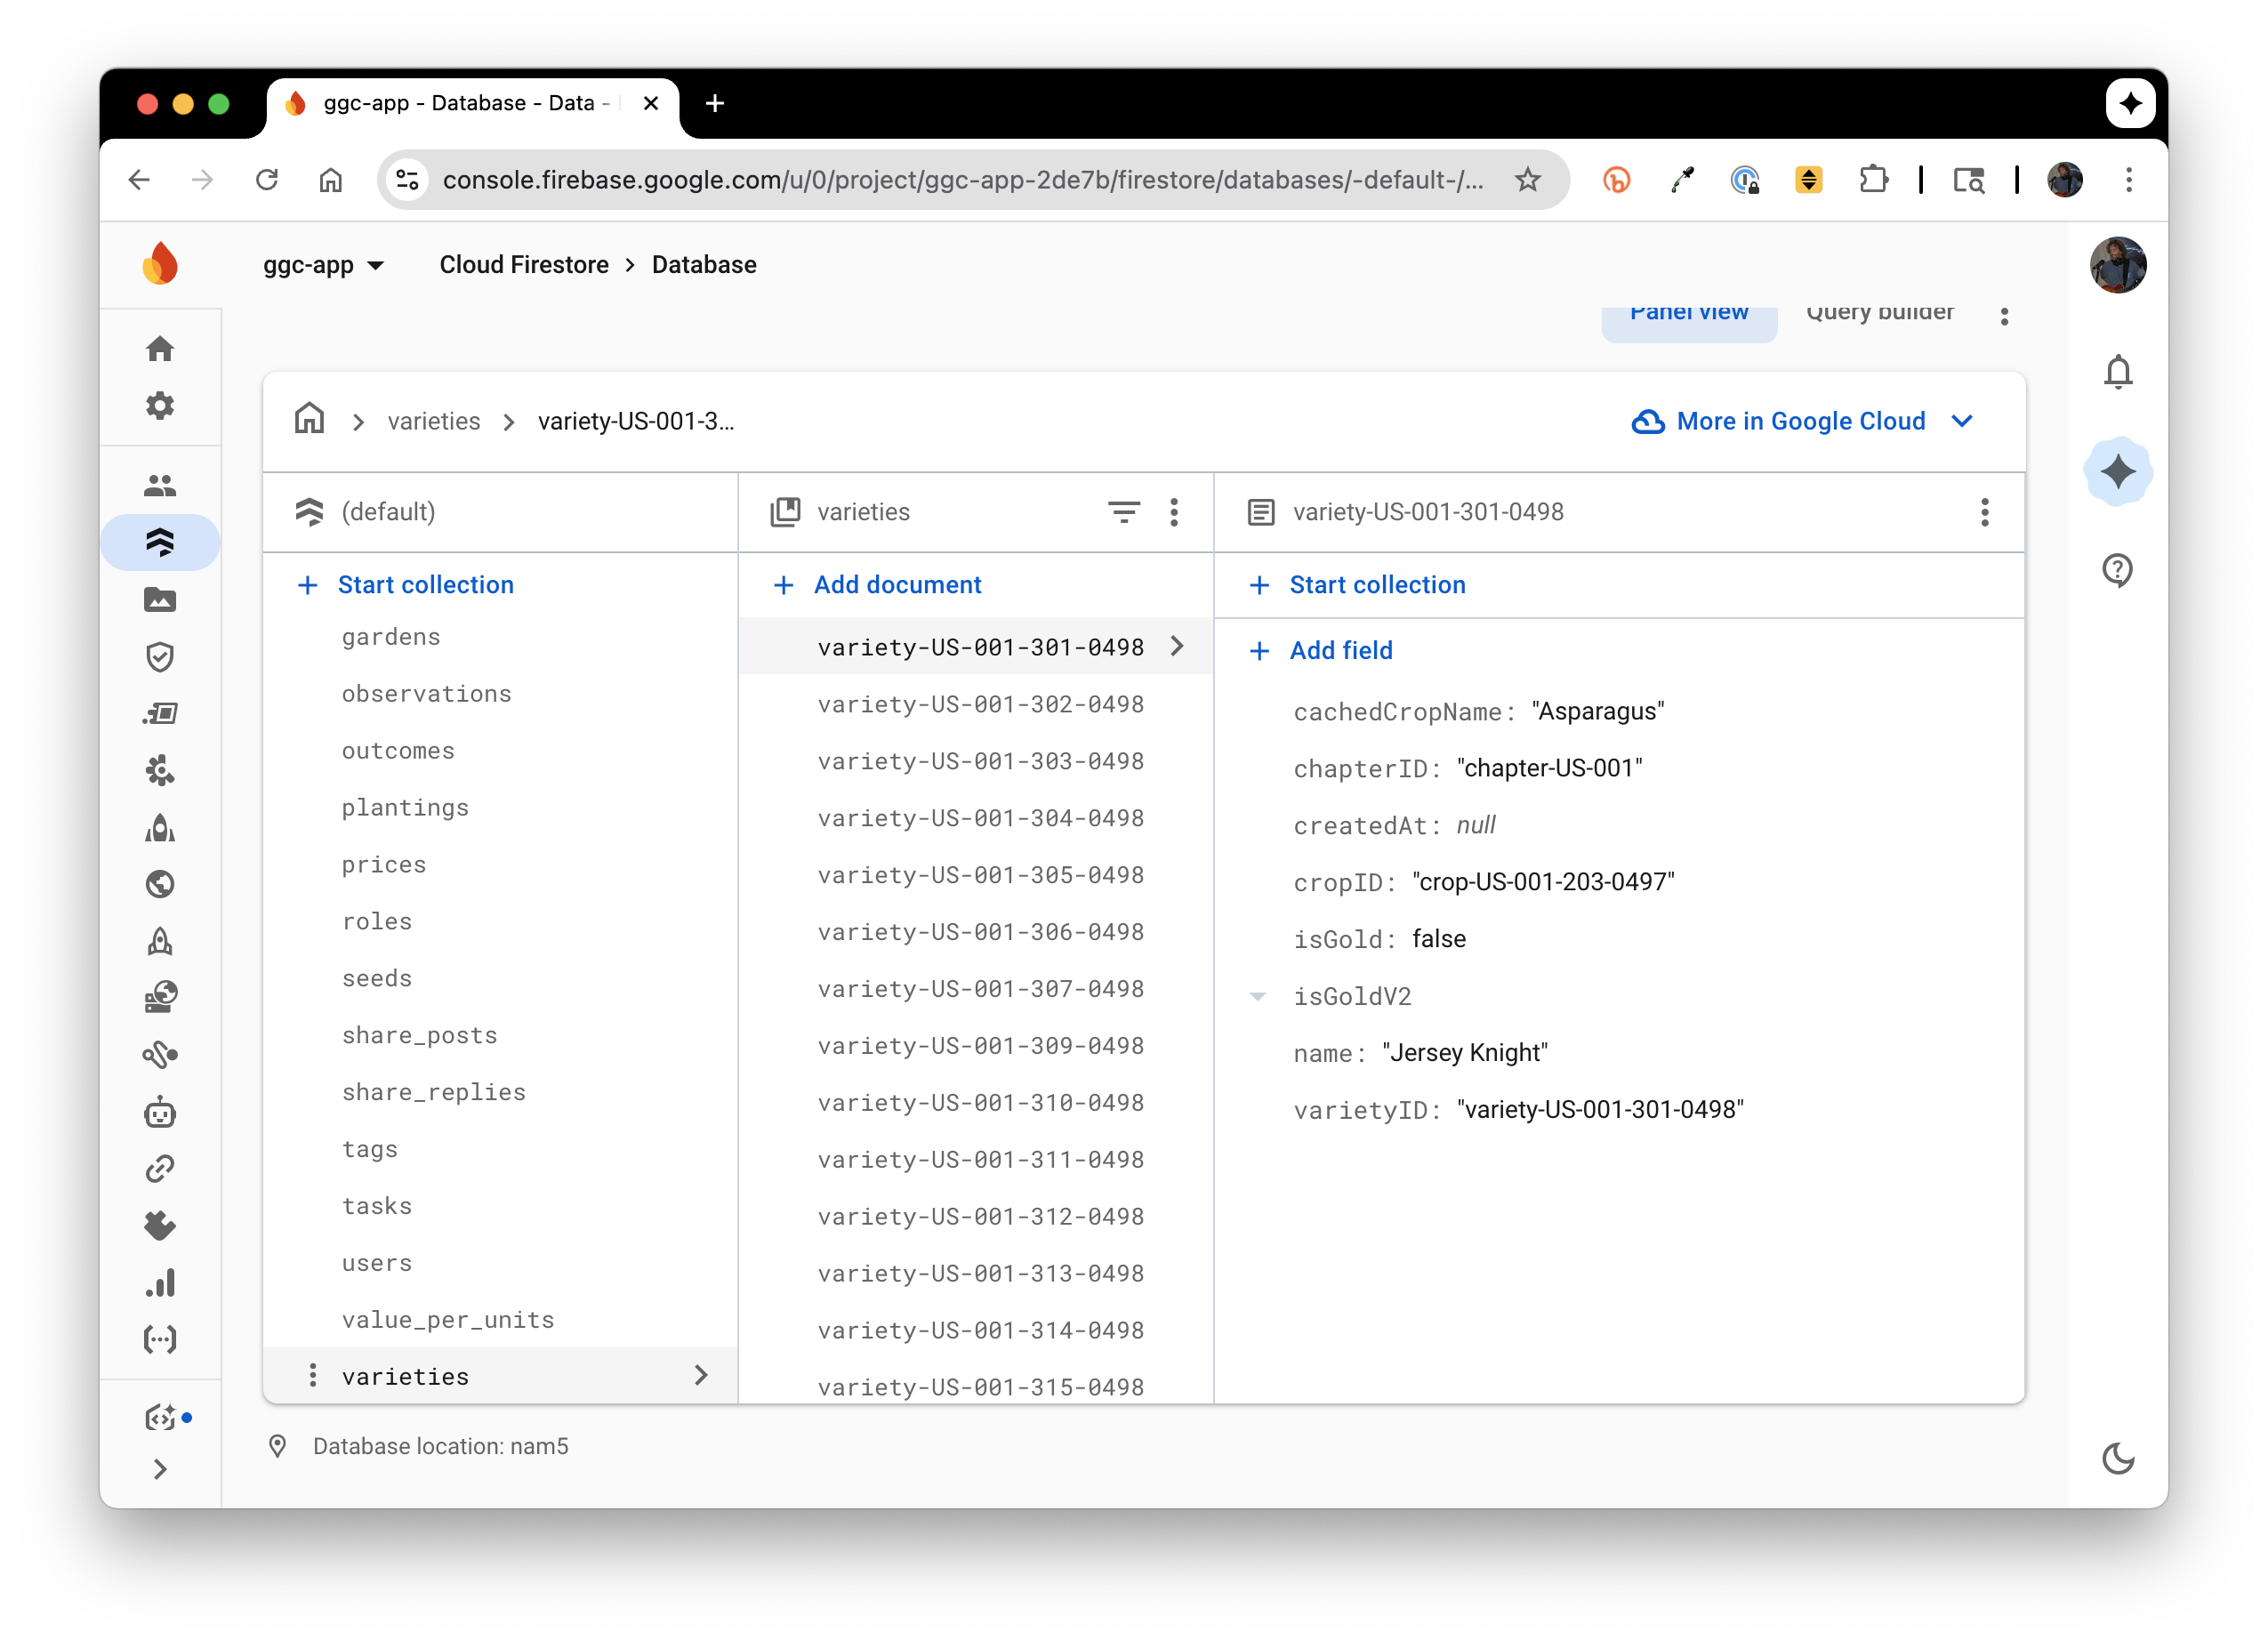 ggc-app - Database - Data -
console.firebase.google.com/u/0/project/ggc-app-2de7b/firestore/databases/-default-/...
ggc-app
Cloud Firestore > Database
Panel view
Query builder
varieties
variety-US-001-3...
More in Google Cloud
(default)
+ Start collection
gardens
observations
outcomes
plantings
prices
roles
seeds
share_posts
share_replies
tags
tasks
users
value_per_units
varieties
varieties
+ Add document
variety-US-001-301-0498
variety-US-001-302-0498
variety-US-001-303-0498
variety-US-001-304-0498
variety-US-001-305-0498
variety-US-001-306-0498
variety-US-001-307-0498
variety-US-001-309-0498
variety-US-001-310-0498
variety-US-001-311-0498
variety-US-001-312-0498
variety-US-001-313-0498
variety-US-001-314-0498
variety-US-001-315-0498
variety-US-001-301-0498
+ Start collection
+ Add field
cachedCropName: "Asparagus"
chapterID: "chapter-US-001"
createdAt: null
cropID: "crop-US-001-203-0497"
isGold: false
isGoldV2
name: "Jersey Knight"
varietyID: "variety-US-001-301-0498"
Database location: nam5